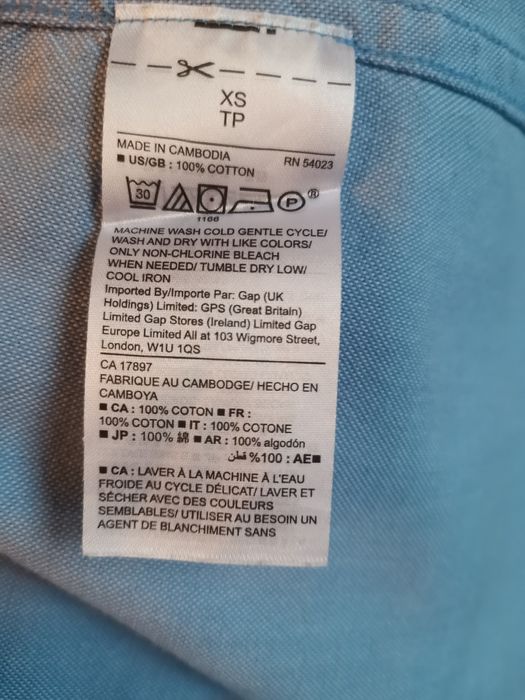 XS
TP
MADE IN CAMBODIA RN 54023
■ US/GB : 100% COTTON
30 P ®
1166
MACHINE WASH COLD GENTLE CYCLE/
WASH AND DRY WITH LIKE COLORS/
ONLY NON-CHLORINE BLEACH
WHEN NEEDED/ TUMBLE DRY LOW/
COOL IRON
Imported By/Importe Par: Gap (UK
Holdings) Limited: GPS (Great Britain)
Limited Gap Stores (Ireland) Limited Gap
Europe Limited All at 103 Wigmore Street,
London, W1U 1QS
CA 17897
FABRIQUE AU CAMBODGE/ HECHO EN
CAMBOYA
■ CA : 100% COTON ■ FR :
100% COTON ■ IT : 100% COTONE
■ JP : 100% 綿 ■ AR : 100% algodón
■AE : 100% قطن
■ CA : LAVER À LA MACHINE À L'EAU
FROIDE AU CYCLE DÉLICAT/ LAVER ET
SÉCHER AVEC DES COULEURS
SEMBLABLES/ UTILISER AU BESOIN UN
AGENT DE BLANCHIMENT SANS